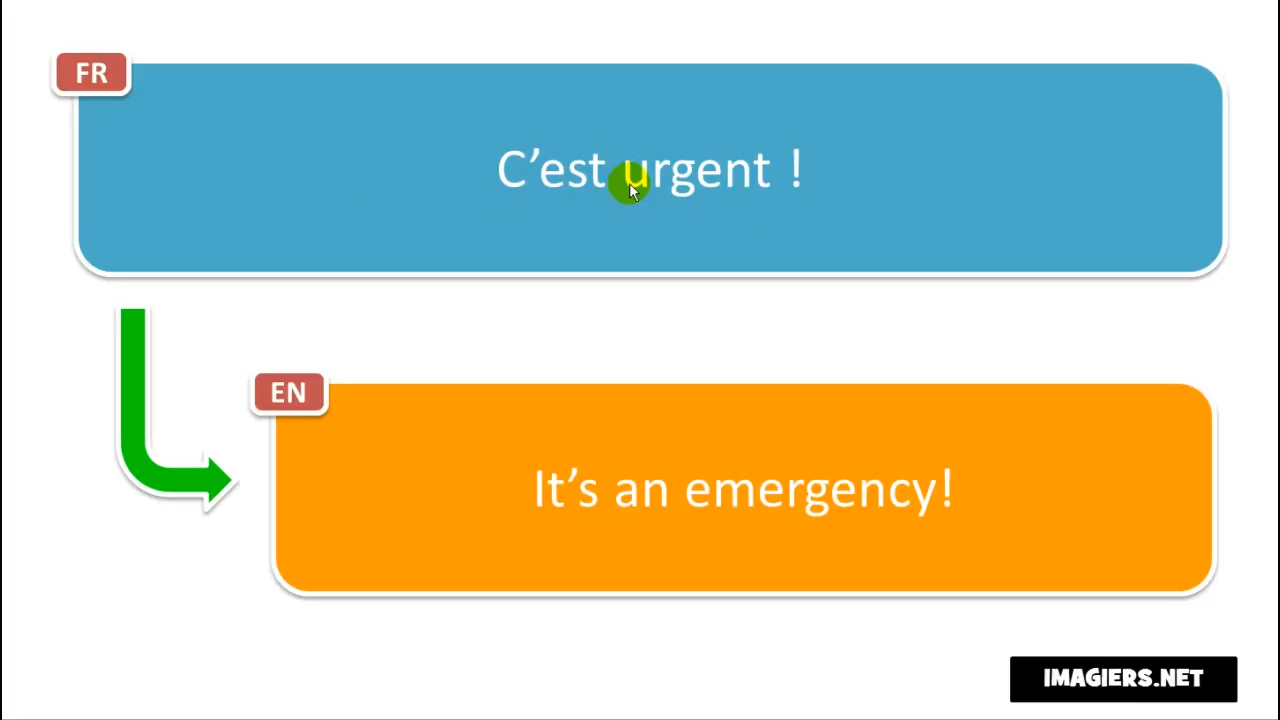 FR
C’est urgent !
EN
It’s an emergency!
IMAGIERS.NET